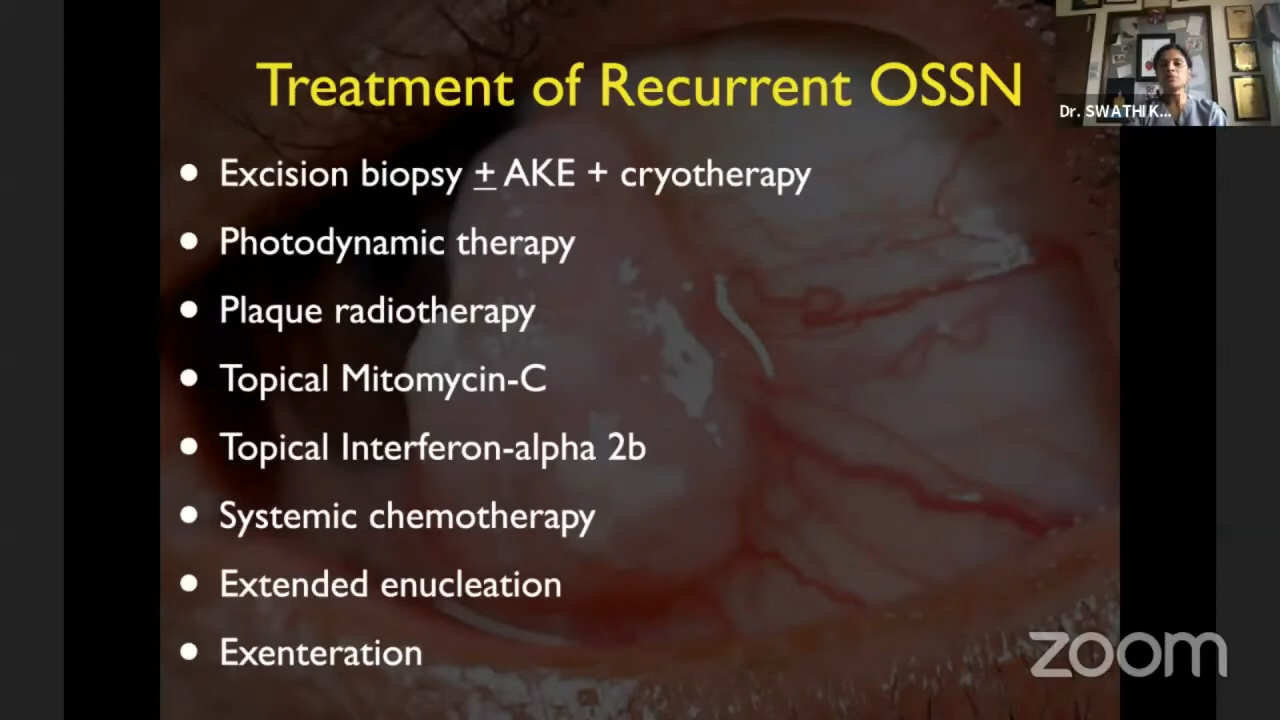 Treatment of Recurrent OSSN
Dr. SWATHI K...
• Excision biopsy ± AKE + cryotherapy
• Photodynamic therapy
• Plaque radiotherapy
• Topical Mitomycin-C
• Topical Interferon-alpha 2b
• Systemic chemotherapy
• Extended enucleation
• Exenteration
zoom